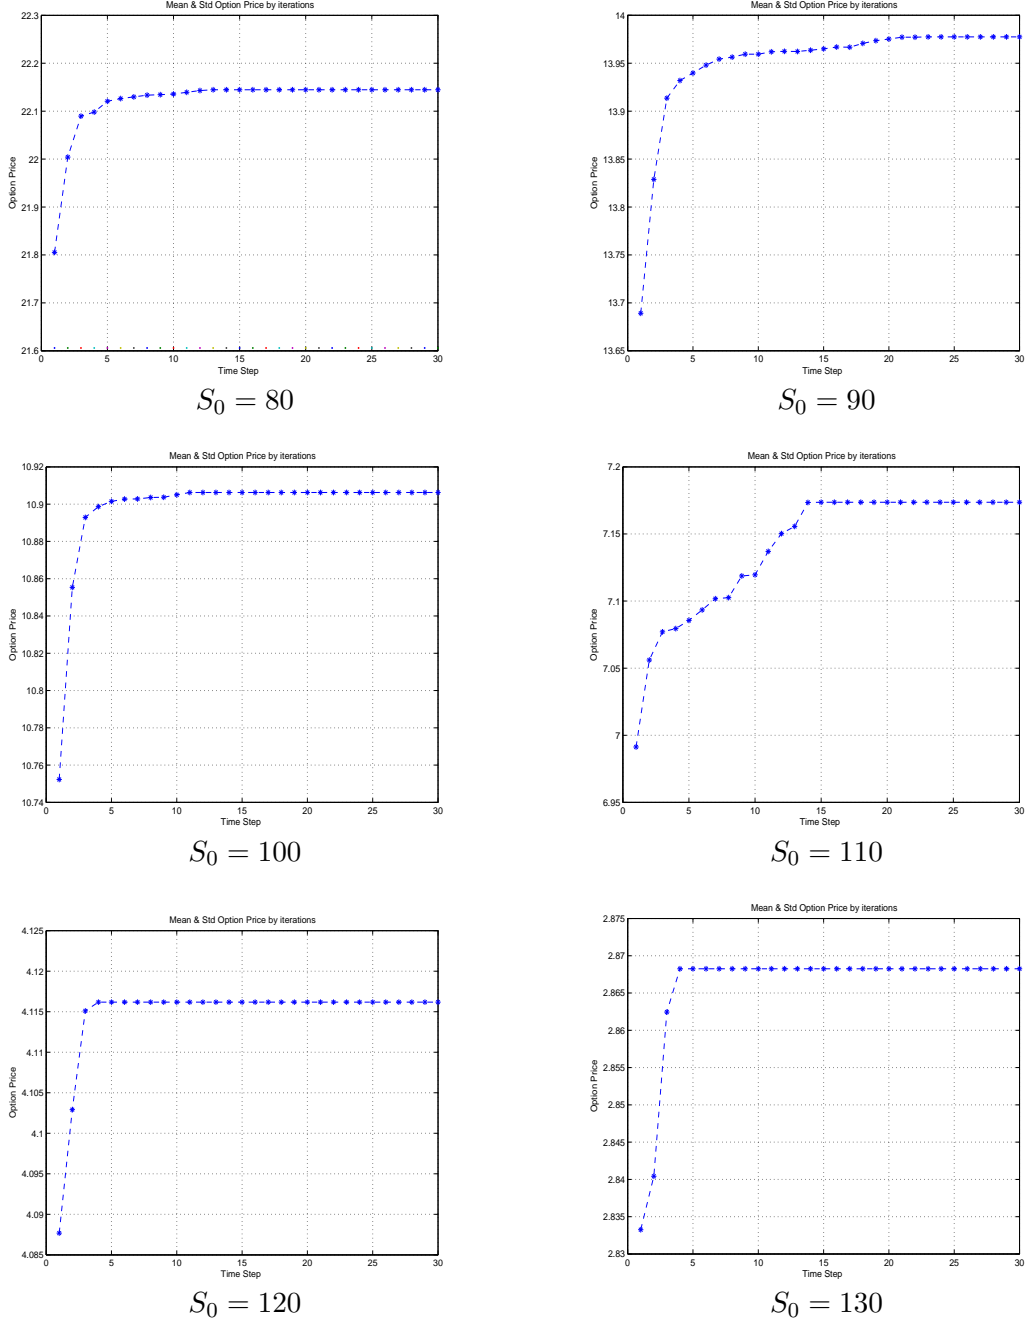 Mean & Std Option Price by iterations
Option Price
22.3
22.2
22.1
22
21.9
21.8
21.7
21.6
0 5 10 15 20 25 30
Time Step
S₀ = 80
Mean & Std Option Price by iterations
Option Price
14
13.95
13.9
13.85
13.8
13.75
13.7
13.65
0 5 10 15 20 25 30
Time Step
S₀ = 90
Mean & Std Option Price by iterations
Option Price
10.92
10.9
10.88
10.86
10.84
10.82
10.8
10.78
10.76
10.74
0 5 10 15 20 25 30
Time Step
S₀ = 100
Mean & Std Option Price by iterations
Option Price
7.2
7.15
7.1
7.05
7
6.95
0 5 10 15 20 25 30
Time Step
S₀ = 110
Mean & Std Option Price by iterations
Option Price
4.125
4.12
4.115
4.11
4.105
4.1
4.095
4.09
4.085
0 5 10 15 20 25 30
Time Step
S₀ = 120
Mean & Std Option Price by iterations
Option Price
2.875
2.87
2.865
2.86
2.855
2.85
2.845
2.84
2.835
2.83
0 5 10 15 20 25 30
Time Step
S₀ = 130